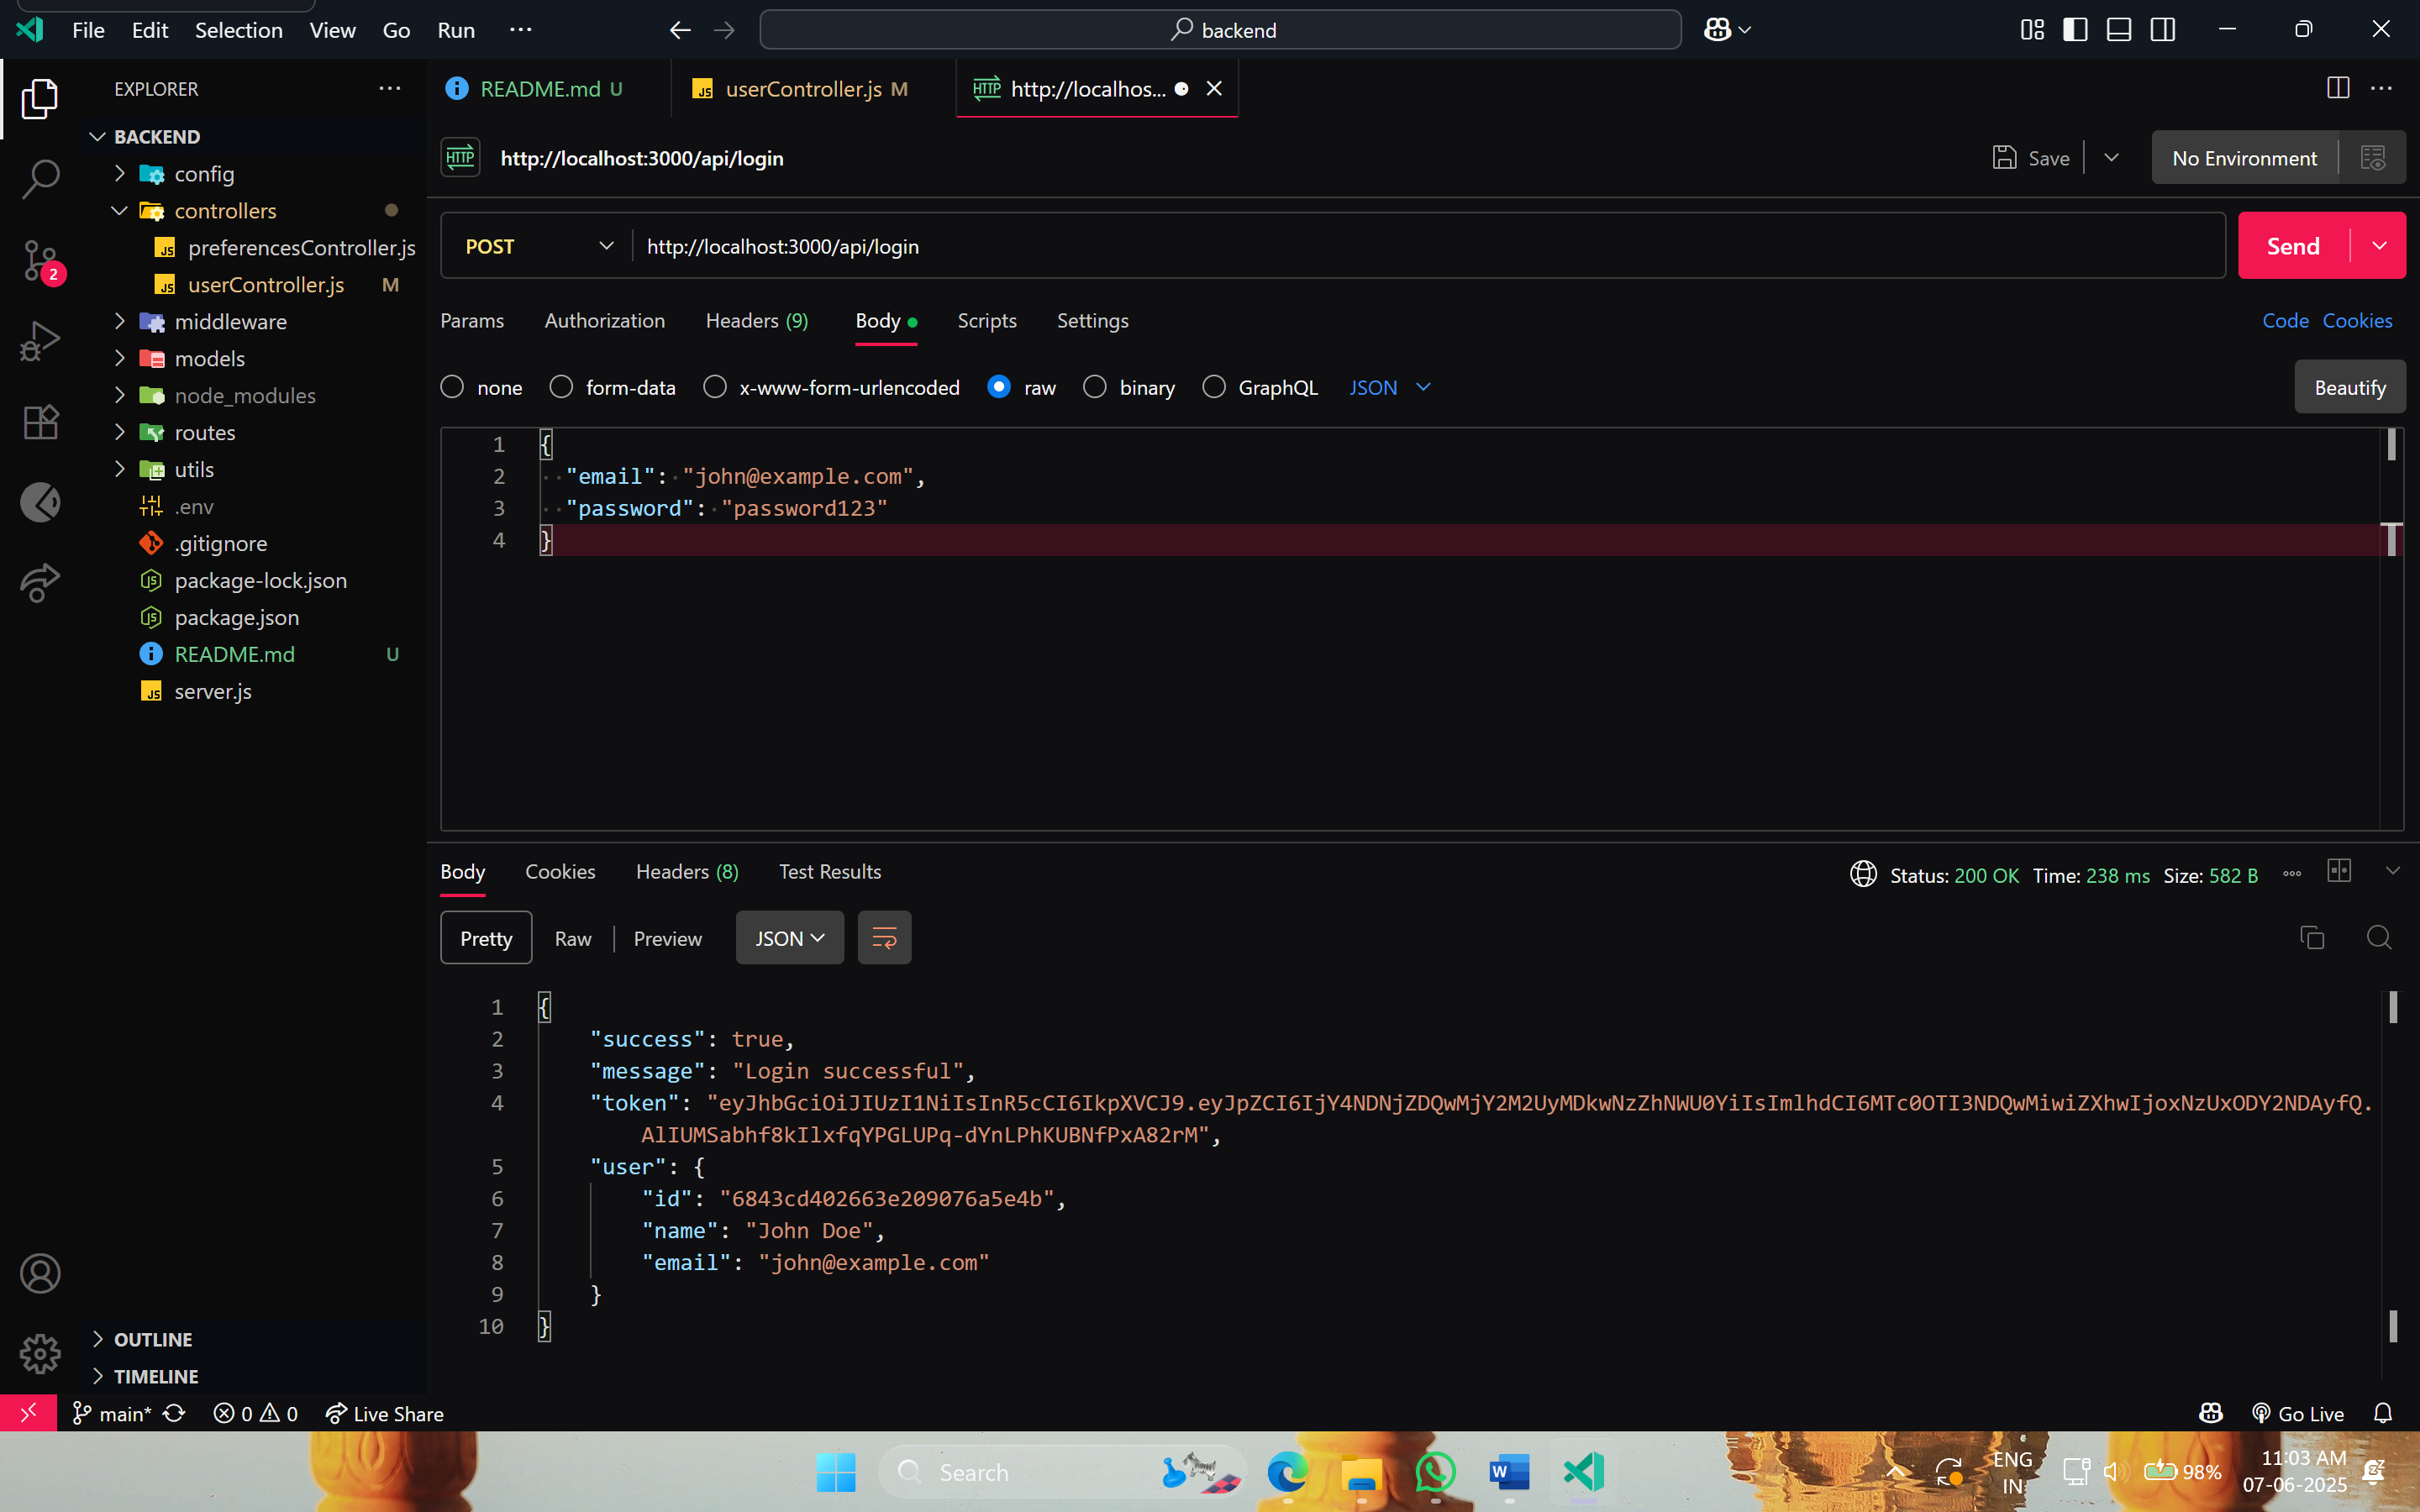 File Edit Selection View Go Run ··· backend
EXPLORER ···
README.md U
userController.js M
HTTP http://localhos...
BACKEND
config
controllers
preferencesController.js
userController.js M
middleware
models
node_modules
routes
utils
.env
.gitignore
package-lock.json
package.json
README.md U
server.js
OUTLINE
TIMELINE
2
HTTP http://localhost:3000/api/login
Save
No Environment
POST http://localhost:3000/api/login
Send
Params Authorization Headers (9) Body Scripts Settings
Code Cookies
none form-data x-www-form-urlencoded raw binary GraphQL JSON
Beautify
1 {
2 "email": "john@example.com",
3 "password": "password123"
4 }
Body Cookies Headers (8) Test Results
Status: 200 OK Time: 238 ms Size: 582 B
Pretty Raw Preview JSON
1 {
2 "success": true,
3 "message": "Login successful",
4 "token": "eyJhbGciOiJIUzI1NiIsInR5cCI6IkpXVCJ9.eyJpZCI6IjY4NDNjZDQwMjY2M2UyMDkwNzZhNWU0YiIsImlhdCI6MTc0OTI3NDQwMiwiZXhwIjoxNzUxODY2NDAyfQ.
AlIUMSabhf8kIlxfqYPGLUPq-dYnLPhKUBNfPxA82rM",
5 "user": {
6 "id": "6843cd402663e209076a5e4b",
7 "name": "John Doe",
8 "email": "john@example.com"
9 }
10 }
main* 0 0 Live Share
Go Live
Search
ENG
IN
98%
11:03 AM
07-06-2025